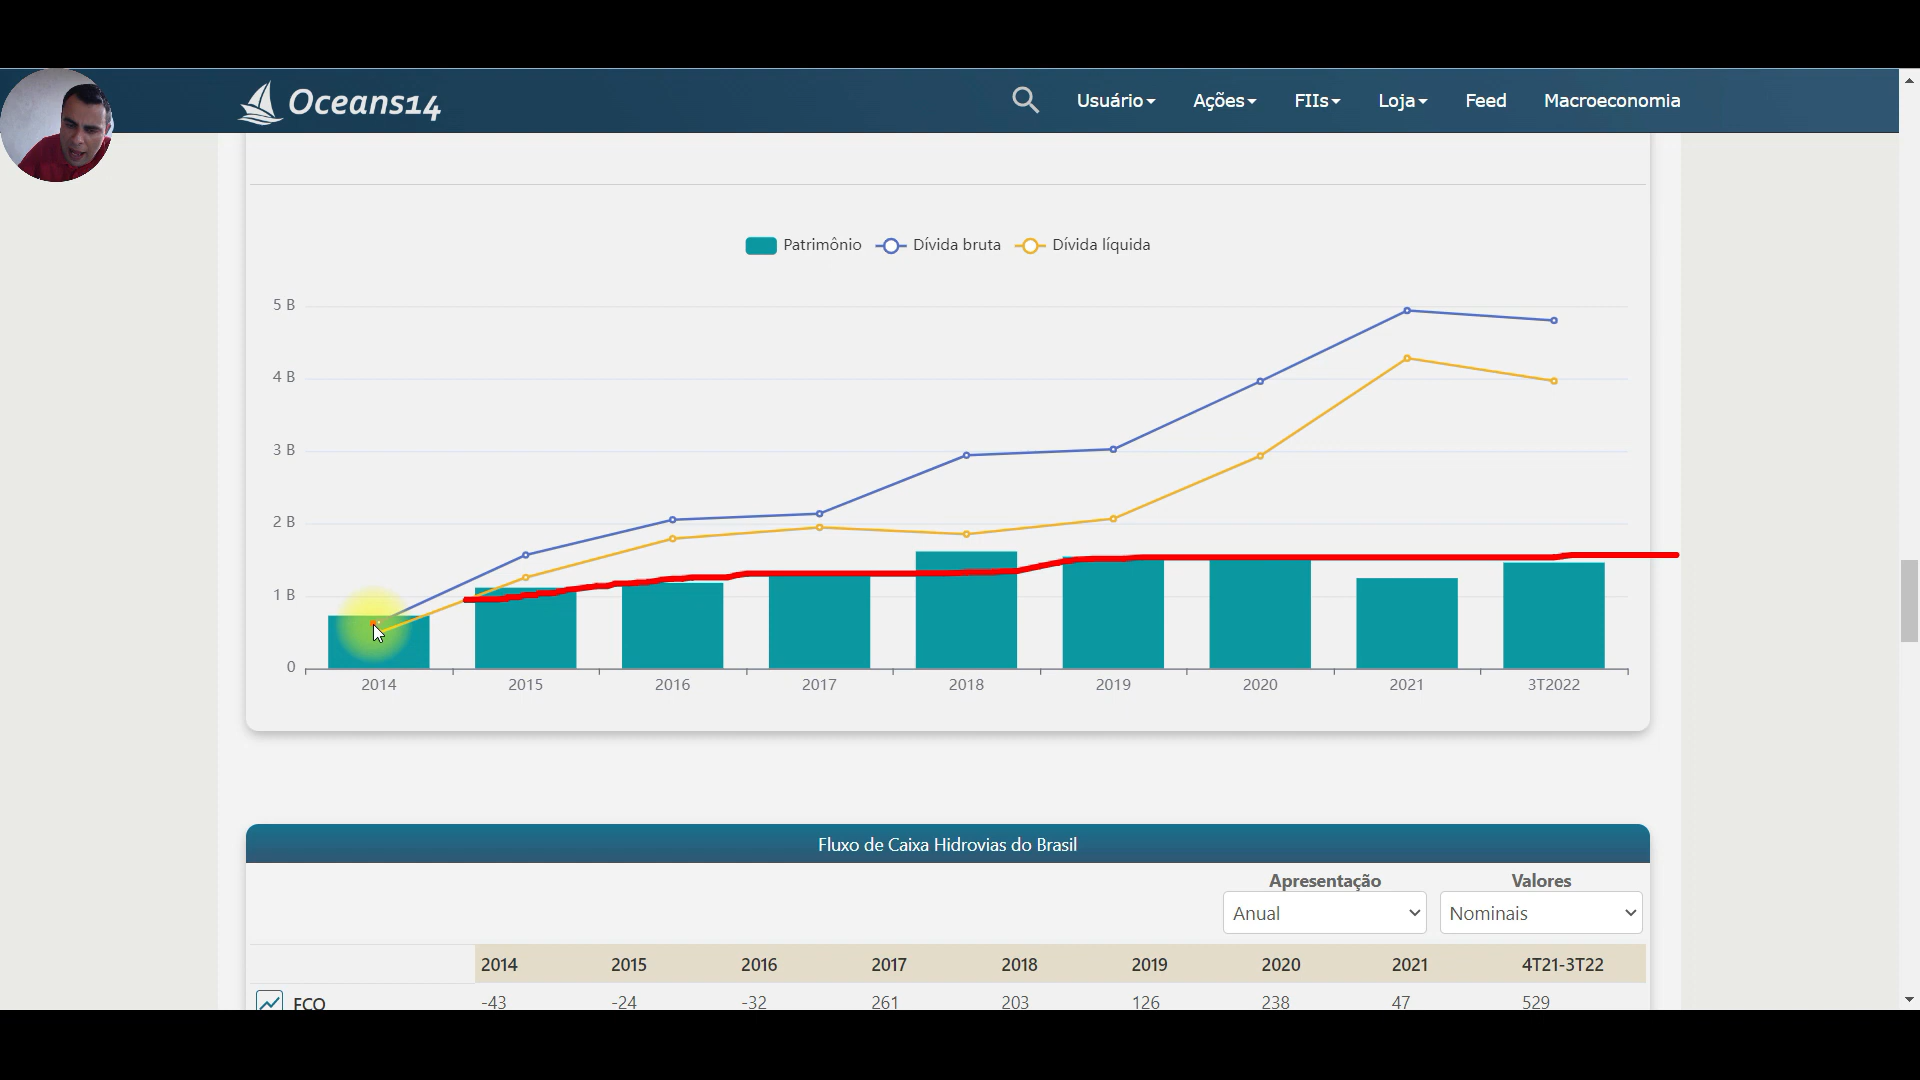 Oceans14
Usuário Ações FIIs Loja Feed Macroeconomia
Patrimônio Dívida bruta Dívida líquida
5 B
4 B
3 B
2 B
1 B
0
2014 2015 2016 2017 2018 2019 2020 2021 3T2022
Fluxo de Caixa Hidrovias do Brasil
Apresentação Valores
Anual Nominais
2014 2015 2016 2017 2018 2019 2020 2021 4T21-3T22
FCO -43 -24 -32 261 203 126 238 47 529